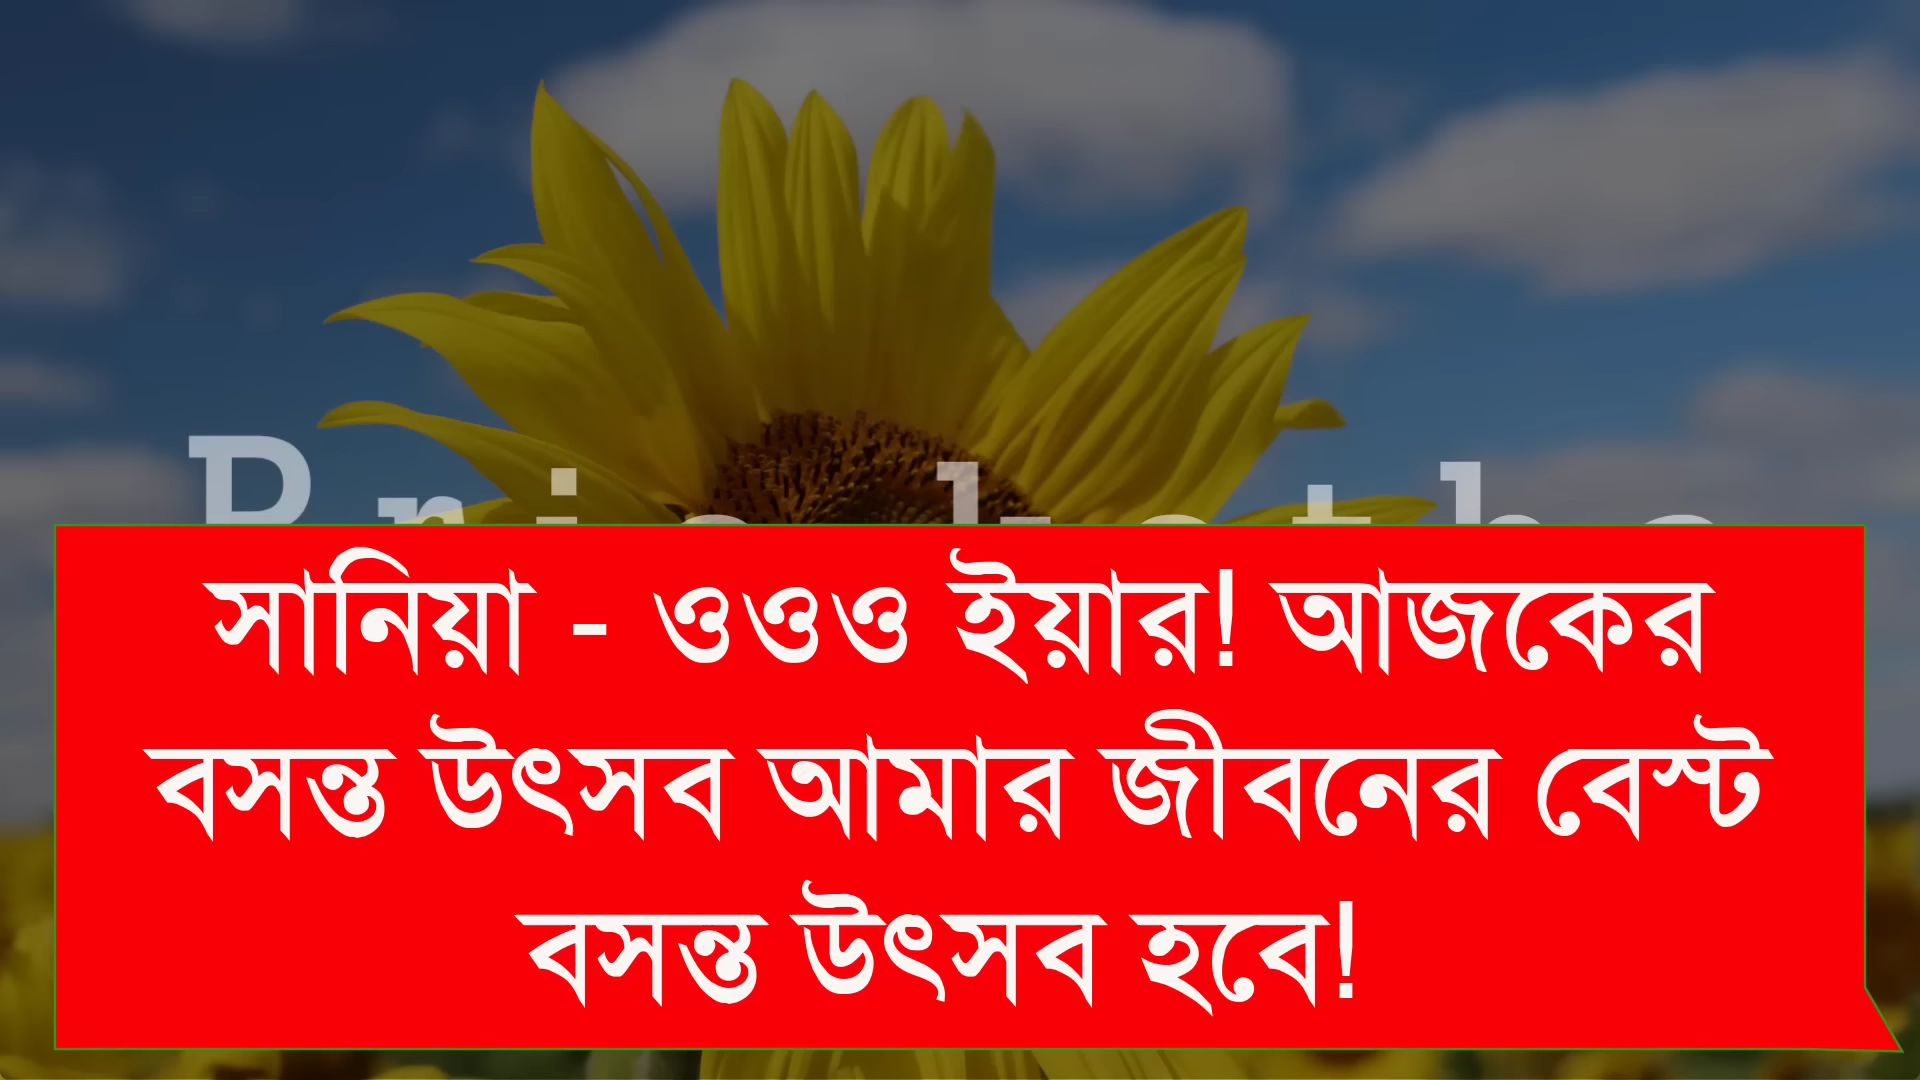 সানিয়া - ওওও ইয়ার! আজকের
বসন্ত উৎসব আমার জীবনের বেস্ট
বসন্ত উৎসব হবে!